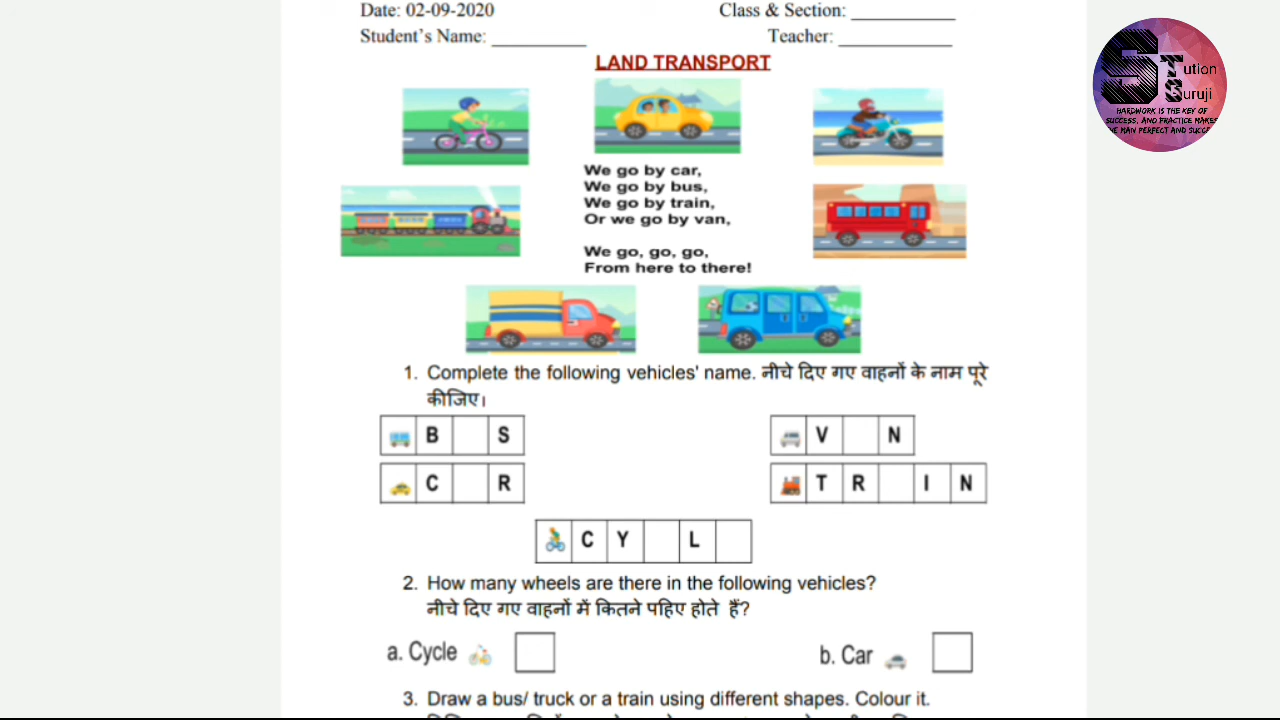 Date: 02-09-2020 Class & Section: ___________
Student's Name: __________ Teacher: ____________
LAND TRANSPORT
We go by car,
We go by bus,
We go by train,
Or we go by van,
We go, go, go,
From here to there!
1. Complete the following vehicles' name. नीचे दिए गए वाहनों के नाम पूरे
कीजिए।
B S
V N
C R
T R I N
C Y L
2. How many wheels are there in the following vehicles?
नीचे दिए गए वाहनों में कितने पहिए होते हैं?
a. Cycle b. Car
3. Draw a bus/ truck or a train using different shapes. Colour it.
STution
Guruji
HARDWORK IS THE KEY OF
SUCCESS, AND PRACTICE MAKES
MAN PERFECT AND